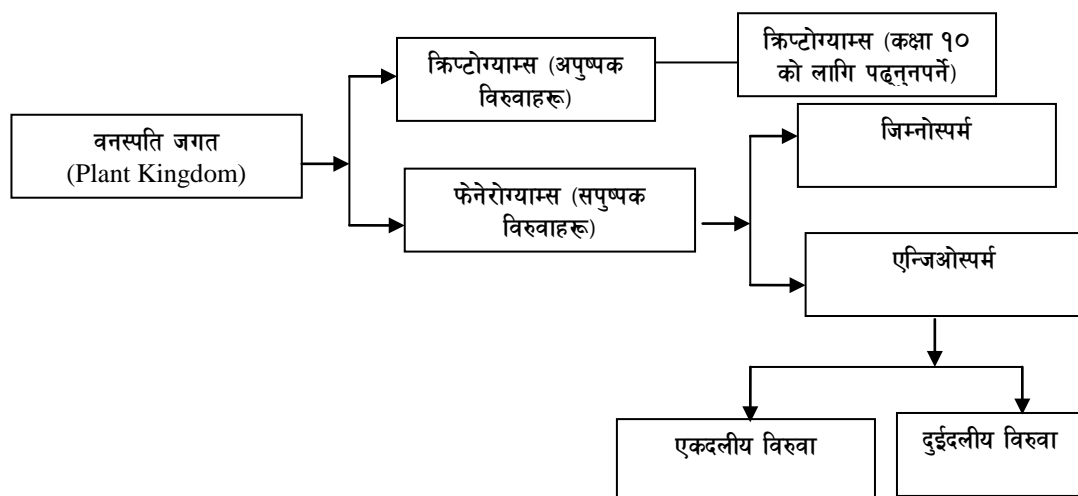 क्रिप्टोग्याम्स (अपुष्पक
विरुवाहरू)
क्रिप्टोग्याम्स (कक्षा १०
को लागि पढ्न्नपर्ने)
वनस्पति जगत
(Plant Kingdom)
जिम्नोस्पर्म
फेनेरोग्याम्स (सपुष्पक
विरुवाहरू)
एन्जिओस्पर्म
एकदलीय विरुवा
दुईदलीय विरुवा